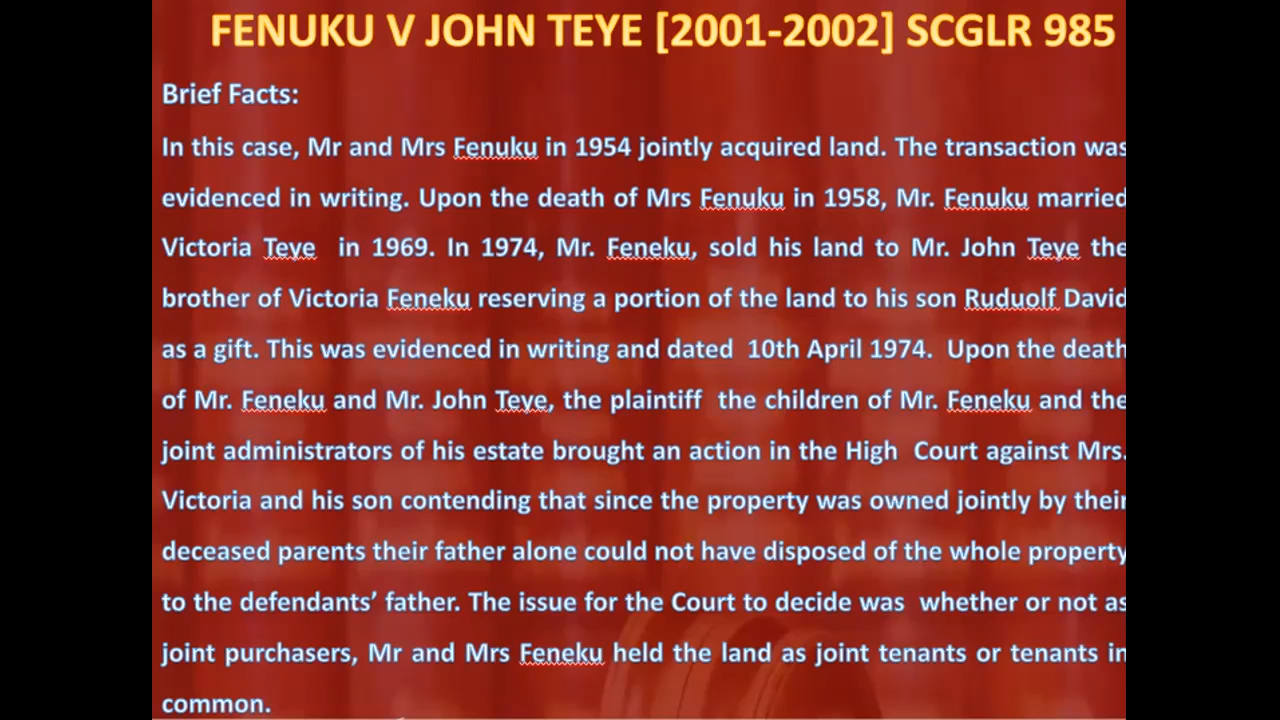 FENUKU V JOHN TEYE [2001-2002] SCGLR 985
Brief Facts:
In this case, Mr and Mrs Fenuku in 1954 jointly acquired land. The transaction was
evidenced in writing. Upon the death of Mrs Fenuku in 1958, Mr. Fenuku married
Victoria Teye in 1969. In 1974, Mr. Feneku, sold his land to Mr. John Teye the
brother of Victoria Feneku reserving a portion of the land to his son Ruduolf David
as a gift. This was evidenced in writing and dated 10th April 1974. Upon the death
of Mr. Feneku and Mr. John Teye, the plaintiff the children of Mr. Feneku and the
joint administrators of his estate brought an action in the High Court against Mrs.
Victoria and his son contending that since the property was owned jointly by their
deceased parents their father alone could not have disposed of the whole property
to the defendants’ father. The issue for the Court to decide was whether or not as
joint purchasers, Mr and Mrs Feneku held the land as joint tenants or tenants in
common.